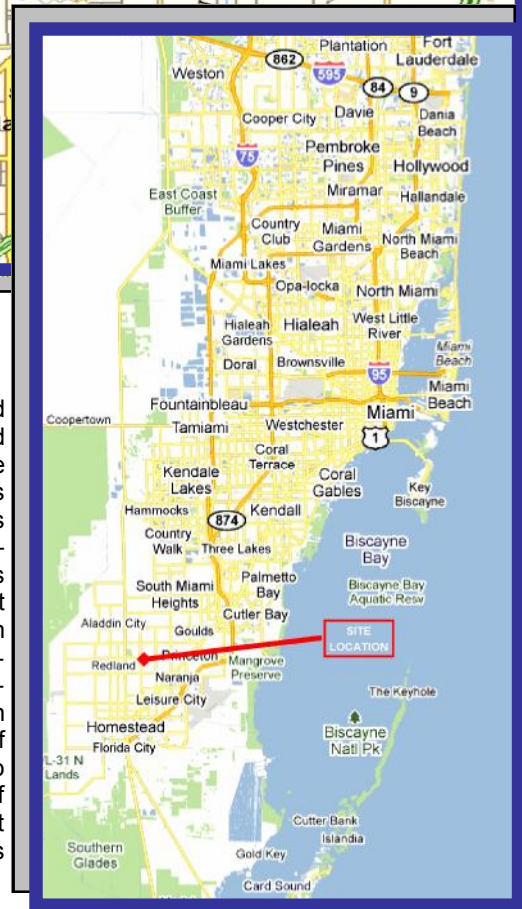 Plantation
Fort
Lauderdale
862
Weston
595
84
9
Cooper City
Davie
Dania
Beach
75
Pembroke
Pines
Hollywood
Miramar
Hallandale
East Coast
Buffer
Country
Club
Miami
Gardens
North Miami
Beach
Miami Lakes
Opa-locka
North Miami
Hialeah
Gardens
Hialeah
West Little
River
Miami
Beach
Doral
Brownsville
95
Miami
Beach
Fountainbleau
Miami
Coopertown
Tamiami
Westchester
1
Coral
Terrace
Kendale
Lakes
Coral
Gables
Key
Biscayne
Hammocks
874
Kendall
Country
Walk
Three Lakes
Biscayne
Bay
South Miami
Heights
Palmetto
Bay
Biscayne Bay
Aquatic Resv
Cutler Bay
Aladdin City
Goulds
SITE
LOCATION
Princeton
Redland
Mangrove
Preserve
Naranja
The Keyhole
Leisure City
Homestead
Biscayne
Natl Pk
Florida City
L-31 N
Lands
Cutter Bank
Islandia
Southern
Glades
Gold Key
Card Sound